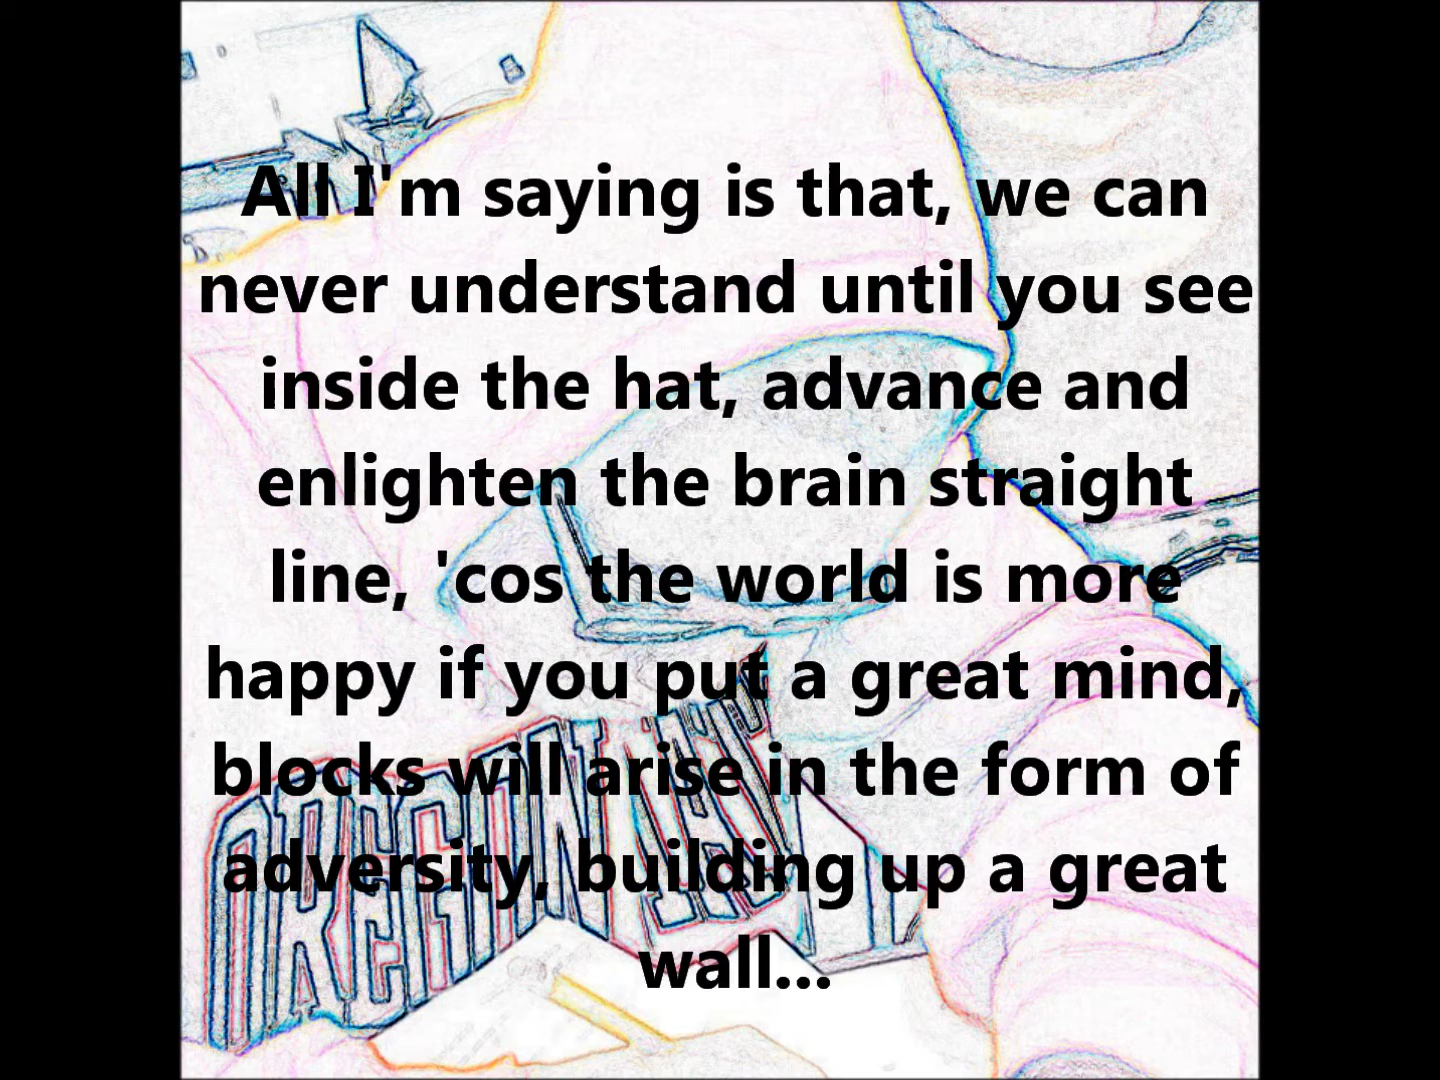 All I'm saying is that, we can
never understand until you see
inside the hat, advance and
enlighten the brain straight
line, 'cos the world is more
happy if you put a great mind,
blocks will arise in the form of
adversity, building up a great
wall...
OREGON